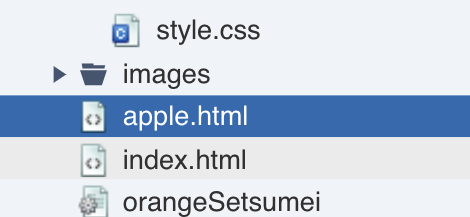 style.css
images
apple.html
index.html
orangeSetsumei